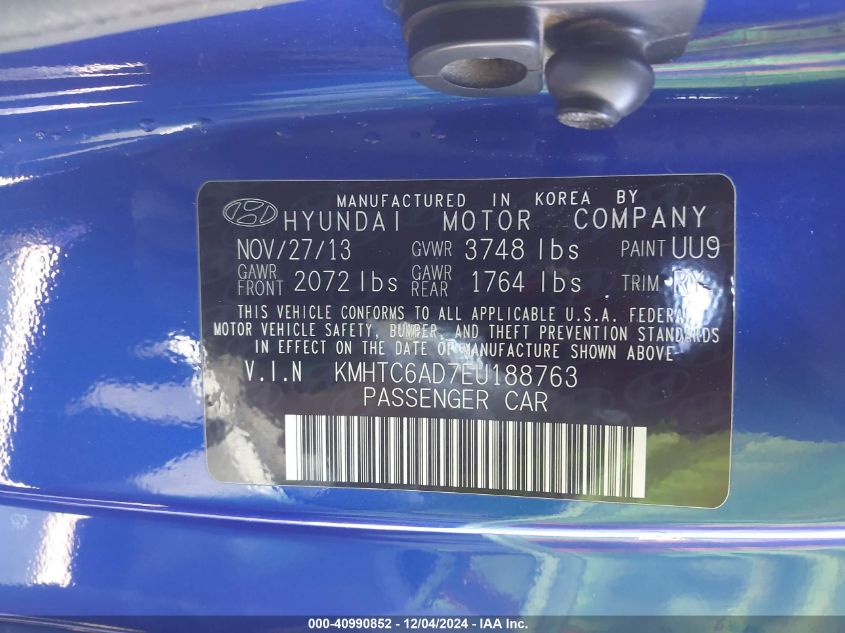 MANUFACTURED IN KOREA BY
HYUNDAI MOTOR COMPANY
NOV/27/13 GVWR 3748 lbs PAINT UU9
GAWR FRONT 2072 lbs GAWR REAR 1764 lbs TRIM
THIS VEHICLE CONFORMS TO ALL APPLICABLE U.S.A. FEDERAL
MOTOR VEHICLE SAFETY, BUMPER, AND THEFT PREVENTION STANDARDS
IN EFFECT ON THE DATE OF MANUFACTURE SHOWN ABOVE.
V.I.N KMHTC6AD7EU188763
PASSENGER CAR
000-40990852 - 12/04/2024 - IAA Inc.